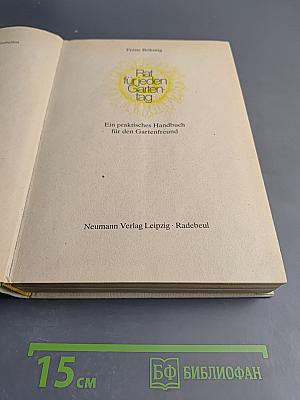 Franz Böhmig
Rat
für jeden
Garten-
tag
Ein praktisches Handbuch
für den Gartenfreund
Neumann Verlag Leipzig · Radebeul
15 см
БФ БИБЛИОФАН